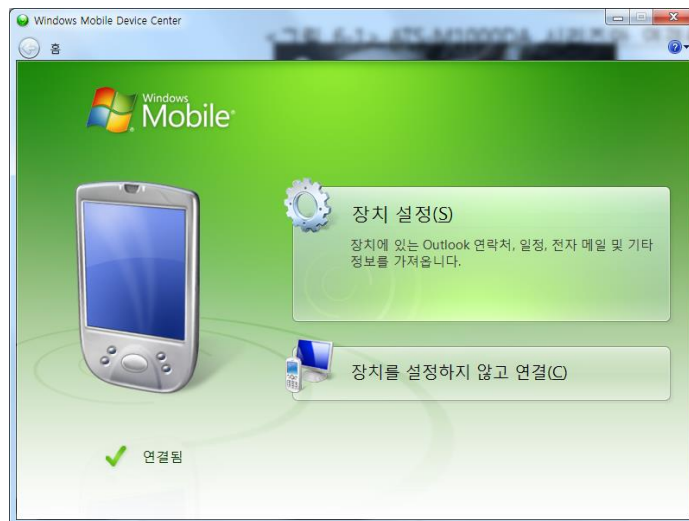 Windows Mobile Device Center
홈
Windows
Mobile
장치 설정(S)
장치에 있는 Outlook 연락처, 일정, 전자 메일 및 기타
정보를 가져옵니다.
장치를 설정하지 않고 연결(C)
연결됨